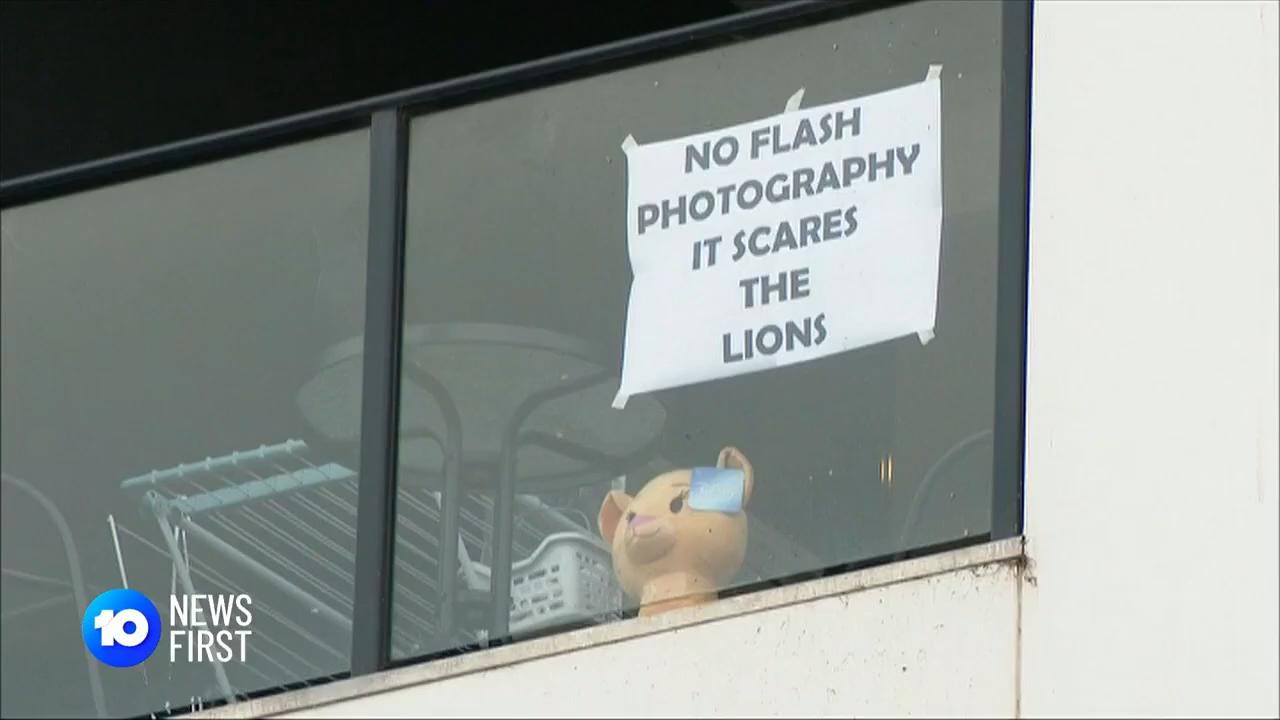 NO FLASH
PHOTOGRAPHY
IT SCARES
THE
LIONS
10 NEWS
FIRST